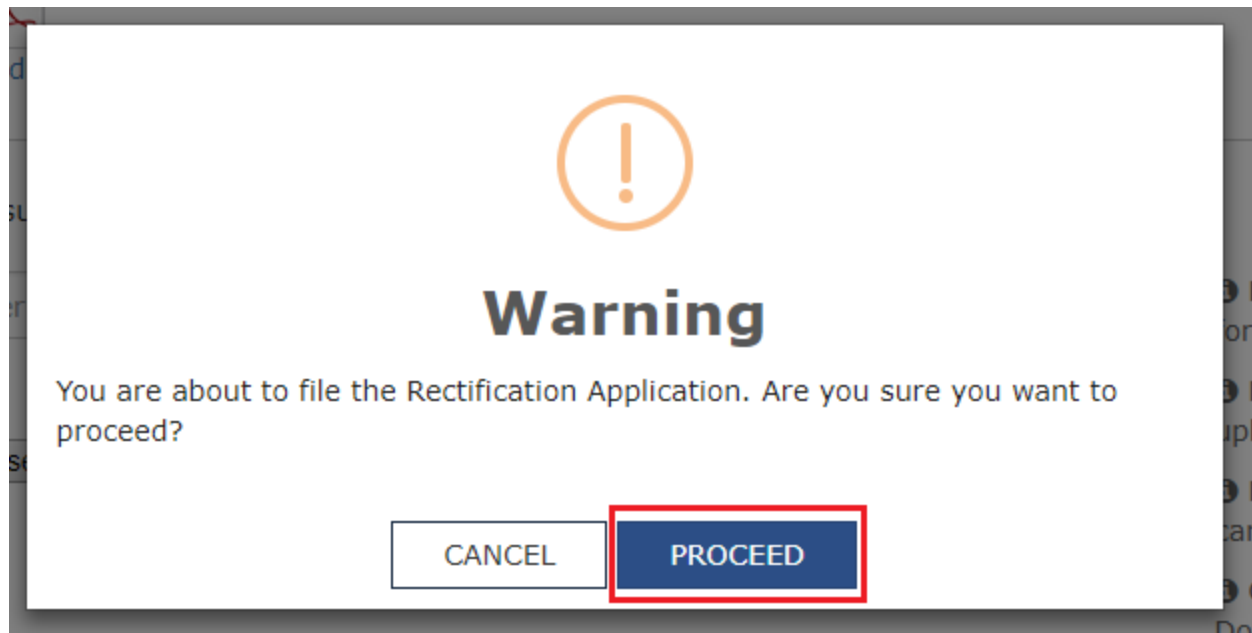 Warning
You are about to file the Rectification Application. Are you sure you want to
proceed?
CANCEL
PROCEED